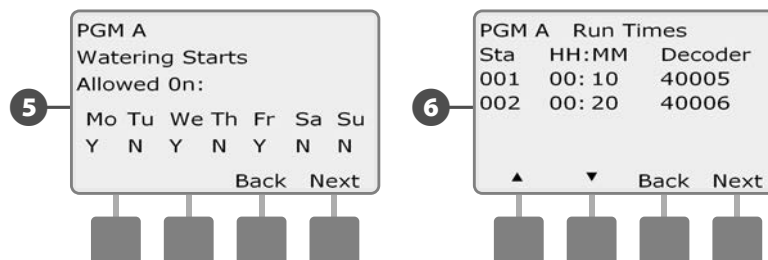 5
PGM A
Watering Starts
Allowed 0n:
Mo Tu We Th Fr Sa Su
Y N Y N Y N N
Back Next
6
PGM A Run Times
Sta HH:MM Decoder
001 00:10 40005
002 00:20 40006
▲ ▼ Back Next